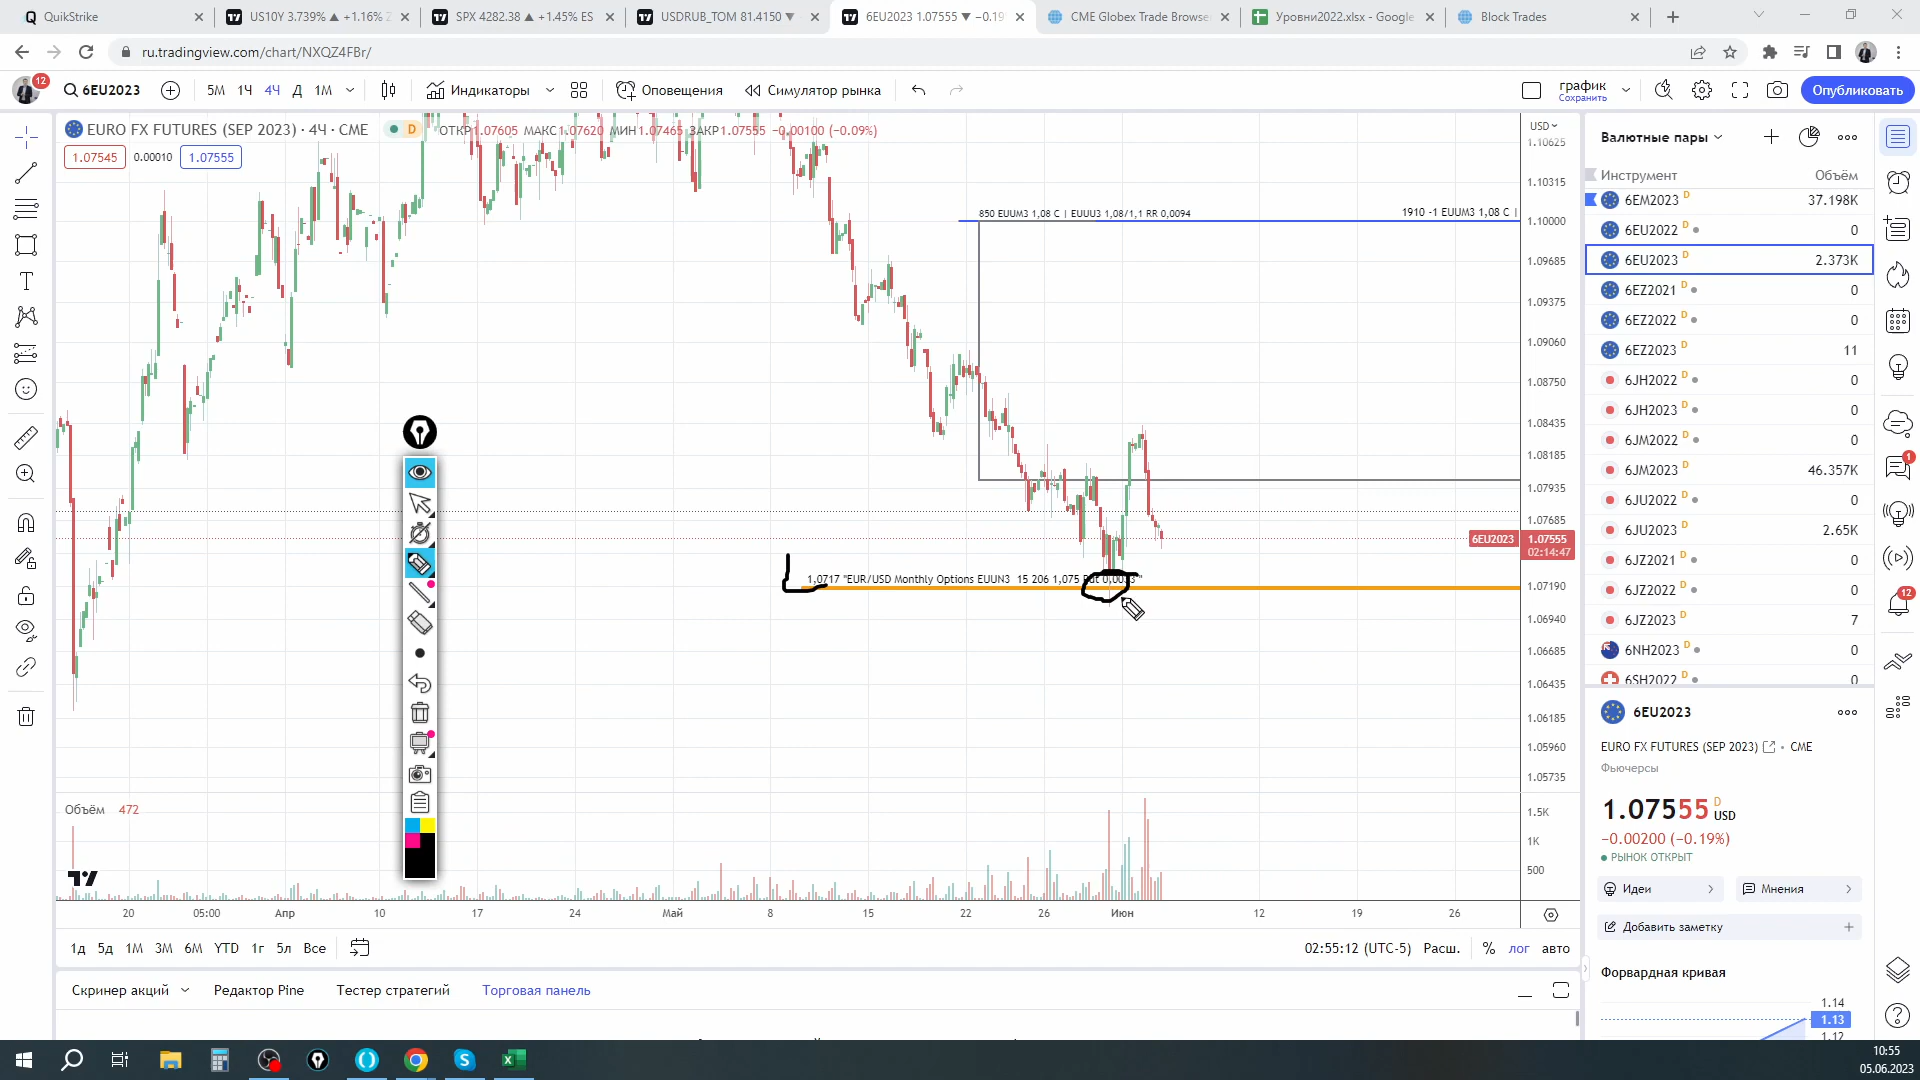 QuikStrike
US10Y 3.739% ▲ +1.16% Z
SPX 4282.38 ▲ +1.45% ES
USDRUB_TOM 81.4150 ▼
6EU2023 1.07555 ▼ −0.19
CME Globex Trade Browse
Уровни2022.xlsx - Google
Block Trades
ru.tradingview.com/chart/NXQZ4FBr/
12
6EU2023
5М 1Ч 4Ч Д 1М
Индикаторы
Оповещения
Симулятор рынка
график
Сохранить
Опубликовать
EURO FX FUTURES (SEP 2023) · 4Ч · CME
D
ОТКР1.07605 МАКС1.07620 МИН1.07465 ЗАКР1.07555 −0.00100 (−0.09%)
1.07545 0.00010 1.07555
USD
1.10625
1.10315
1.10000
1.09685
1.09375
1.09060
1.08750
1.08435
1.08185
1.07935
1.07685
6EU2023 1.07555
02:14:47
1.07190
1.06940
1.06685
1.06435
1.06185
1.05960
1.05735
850 EUUM3 1,08 C | EUUU3 1,08/1,1 RR 0,0094
1910 -1 EUUM3 1,08 C |
1,0717 "EUR/USD Monthly Options EUUN3 15 206 1,075 Put 0,0033"
Объём 472
1.5K
1K
500
20 05:00 Апр 10 17 24 Май 8 15 22 26 Июн 12 19 26
1д 5д 1М 3М 6М YTD 1г 5л Все
02:55:12 (UTC-5) Расш. % лог авто
Скринер акций
Редактор Pine
Тестер стратегий
Торговая панель
Валютные пары
Инструмент Объём
6EM2023 D 37.198K
6EU2022 D 0
6EU2023 D 2.373K
6EZ2021 D 0
6EZ2022 D 0
6EZ2023 D 11
6JH2022 D 0
6JH2023 D 0
6JM2022 D 0
6JM2023 D 46.357K
6JU2022 D 0
6JU2023 D 2.65K
6JZ2021 D 0
6JZ2022 D 0
6JZ2023 D 7
6NH2023 D 0
6SH2022 D 0
6EU2023
EURO FX FUTURES (SEP 2023) • CME
Фьючерсы
1.07555 D USD
−0.00200 (−0.19%)
РЫНОК ОТКРЫТ
Идеи
Мнения
Добавить заметку
Форвардная кривая
1.14
1.13
1.12
1
12
10:55
05.06.2023